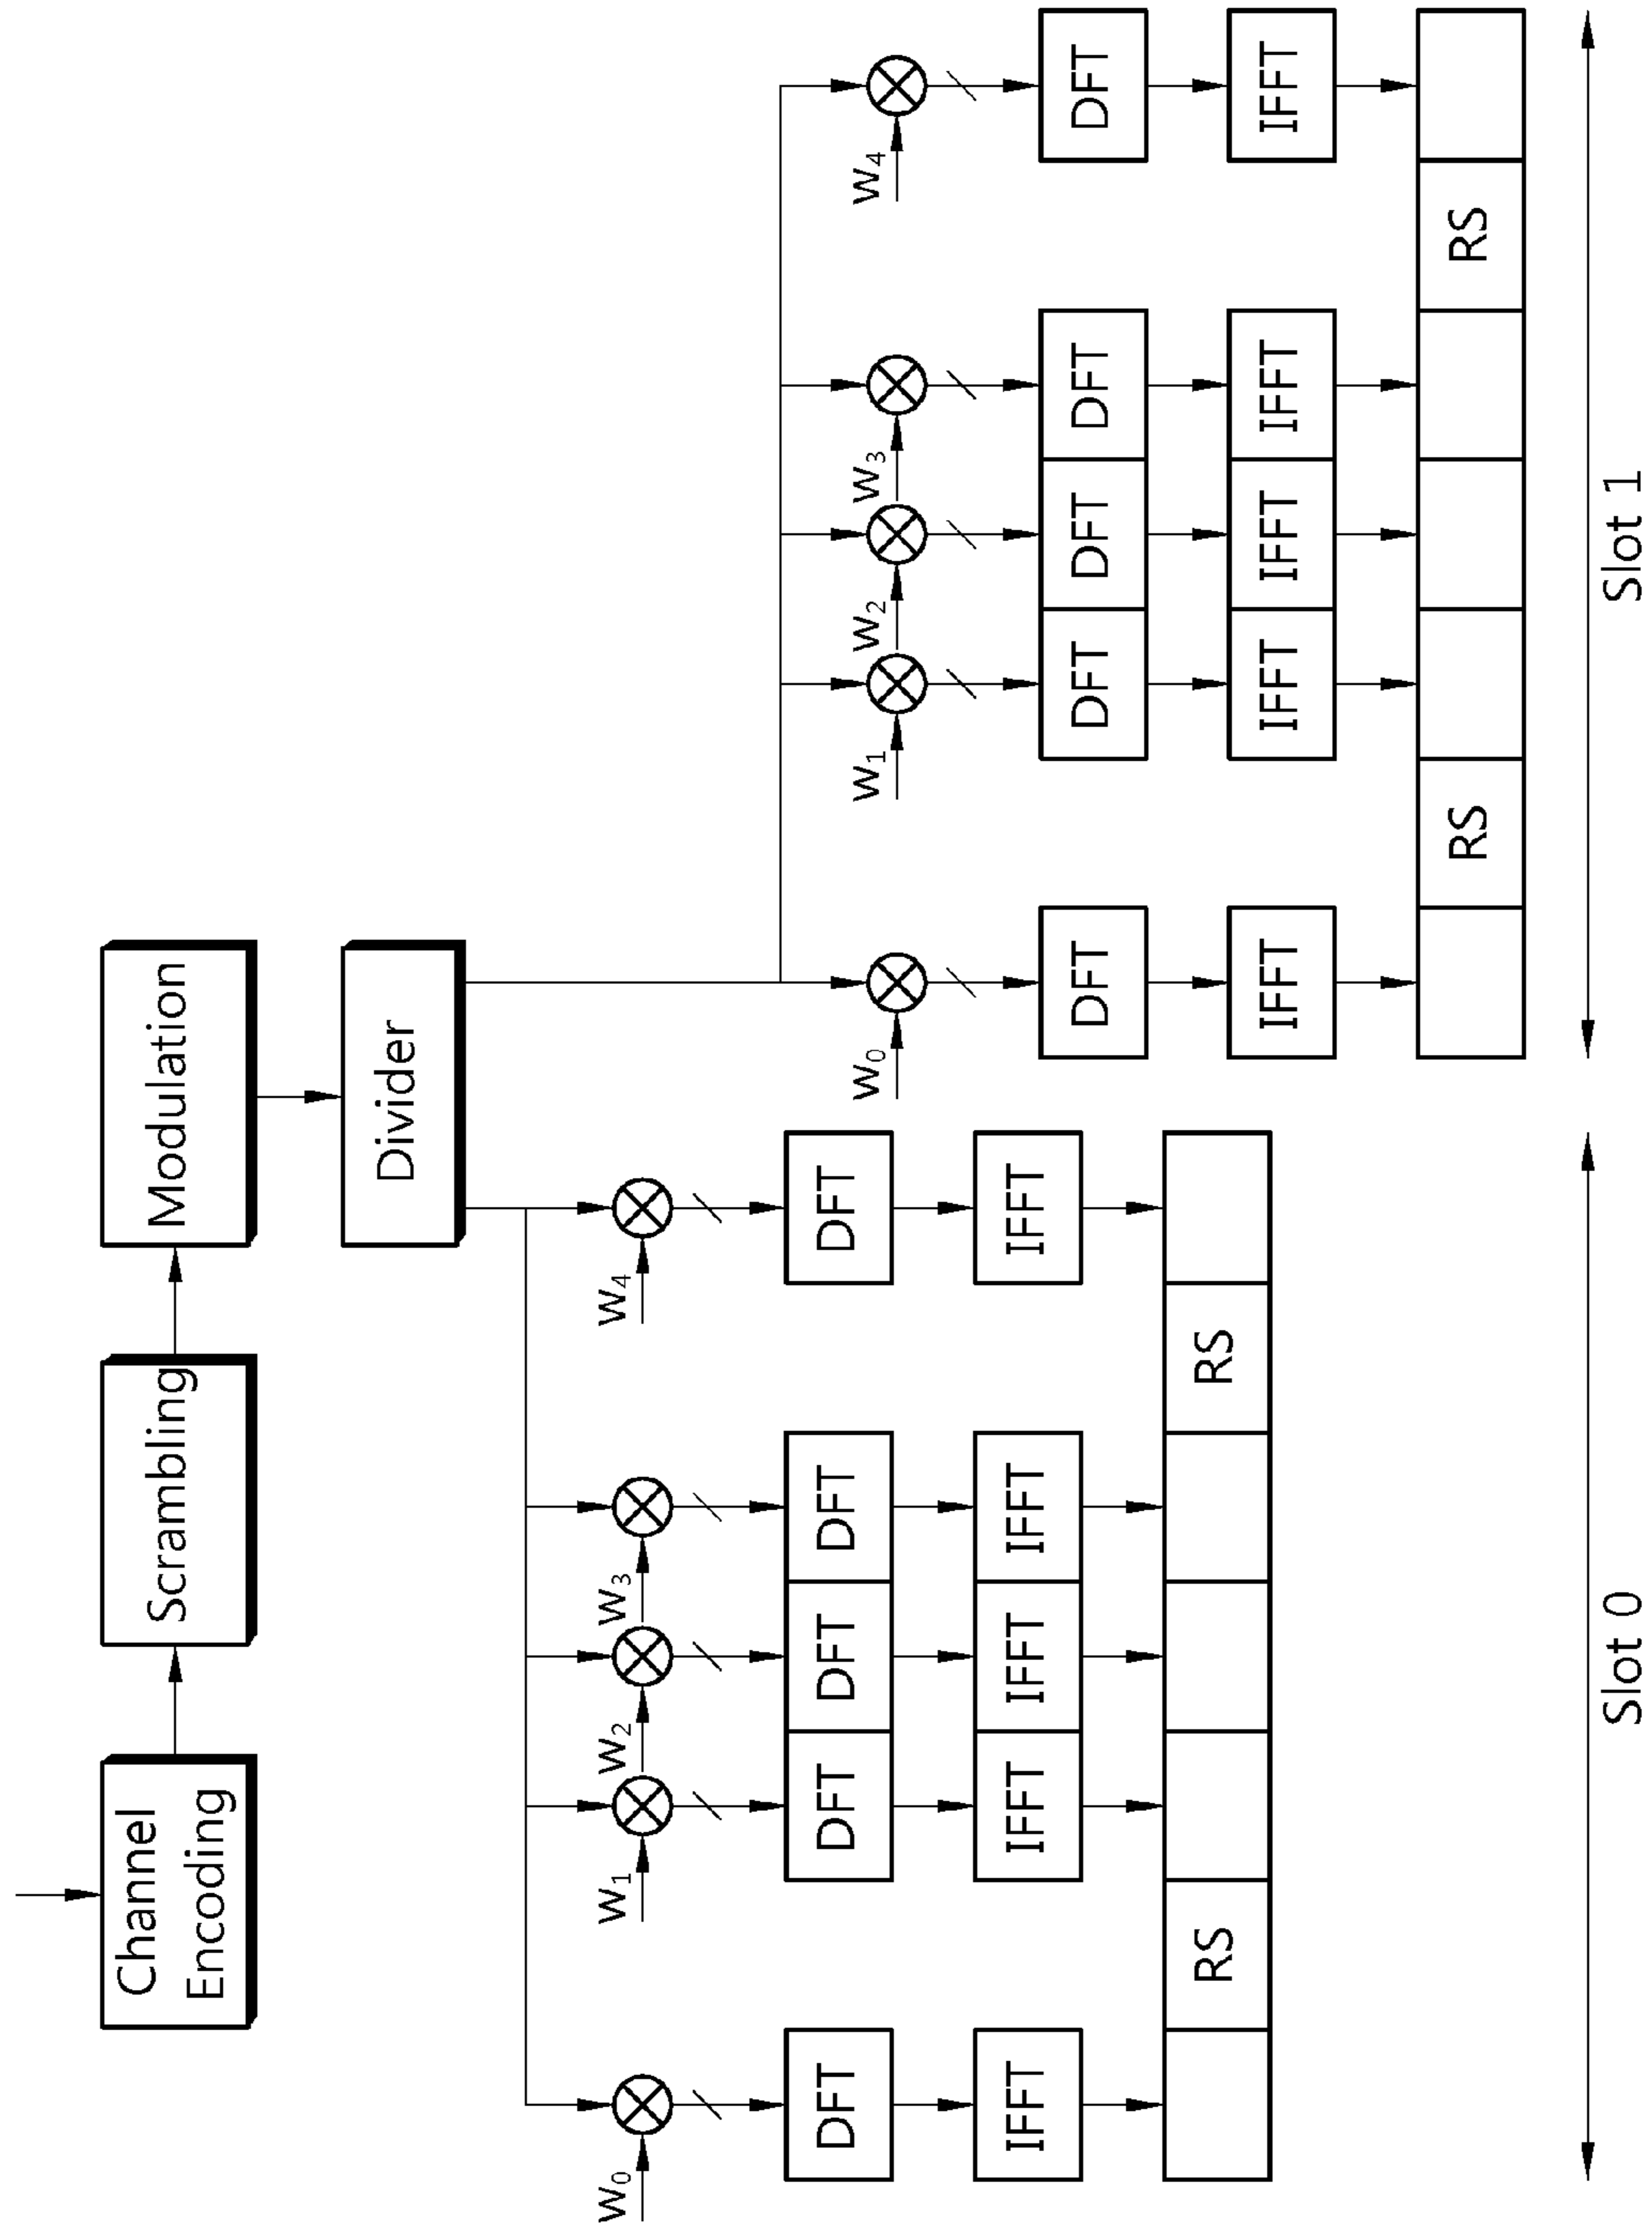 Channel
Encoding
Scrambling
Modulation
Divider
W0
W1
W2
W3
W4
DFT
DFT
DFT
DFT
DFT
IFFT
IFFT
IFFT
IFFT
IFFT
RS
RS
Slot 0
W0
W1
W2
W3
W4
DFT
DFT
DFT
DFT
DFT
IFFT
IFFT
IFFT
IFFT
IFFT
RS
RS
Slot 1